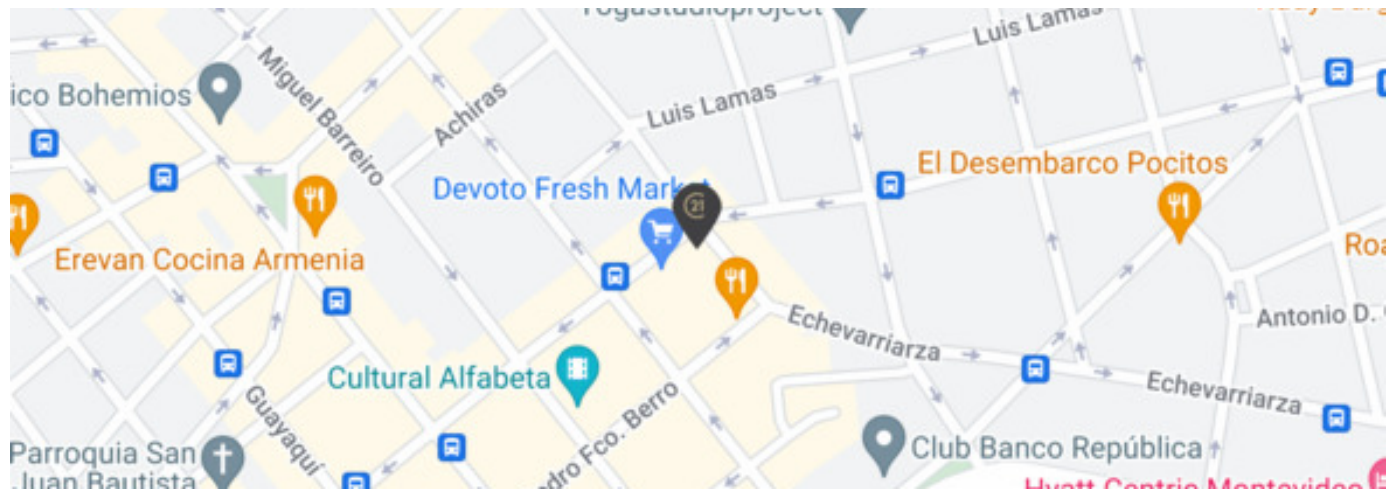 Yogastudioproject
Luis Lamas
ico Bohemios
Miguel Barreiro
Achiras
Luis Lamas
Devoto Fresh Market
21
El Desembarco Pocitos
Erevan Cocina Armenia
Roa
Echevarriarza
Antonio D.
Cultural Alfabeta
Echevarriarza
Guayaquí
dro Fco. Berro
Club Banco República
Parroquia San
Juan Bautista
Hyatt Centric Montevideo